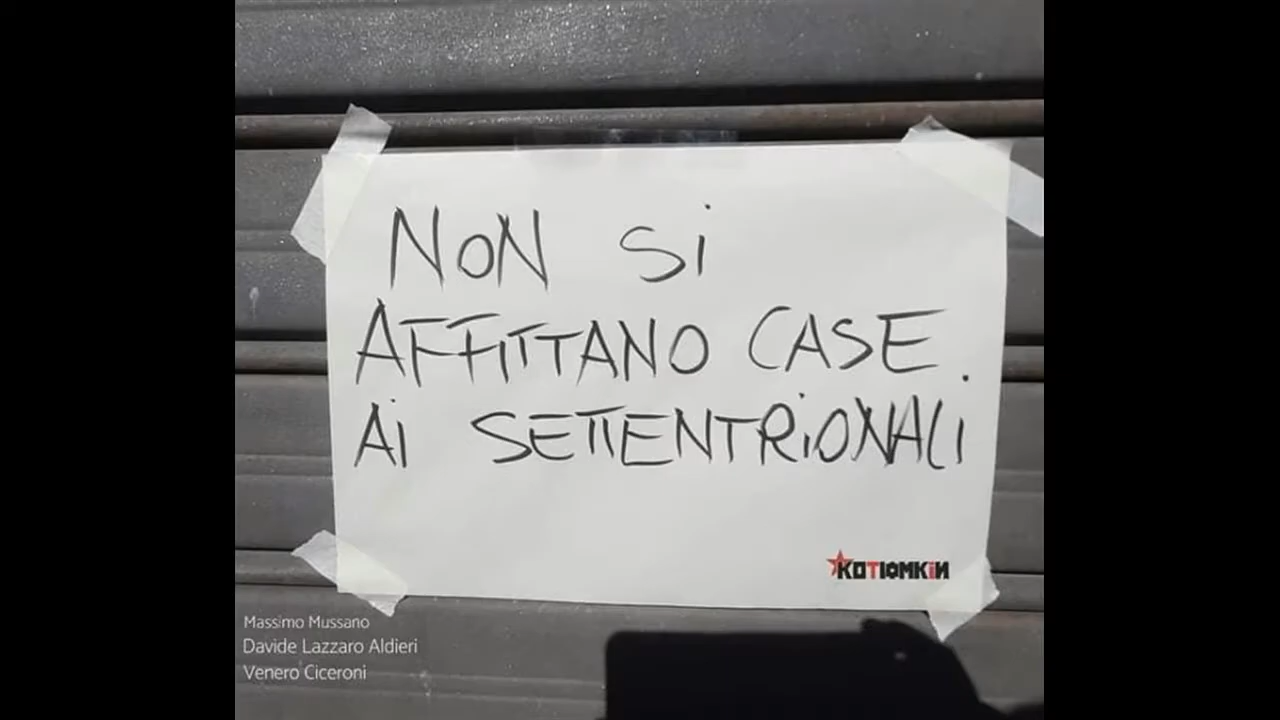 NON Si
AFFITTANO CASE
Ai SETTENTRiONALi.
KOTIOMKIN
Massimo Mussano
Davide Lazzaro Aldieri
Venero Ciceroni